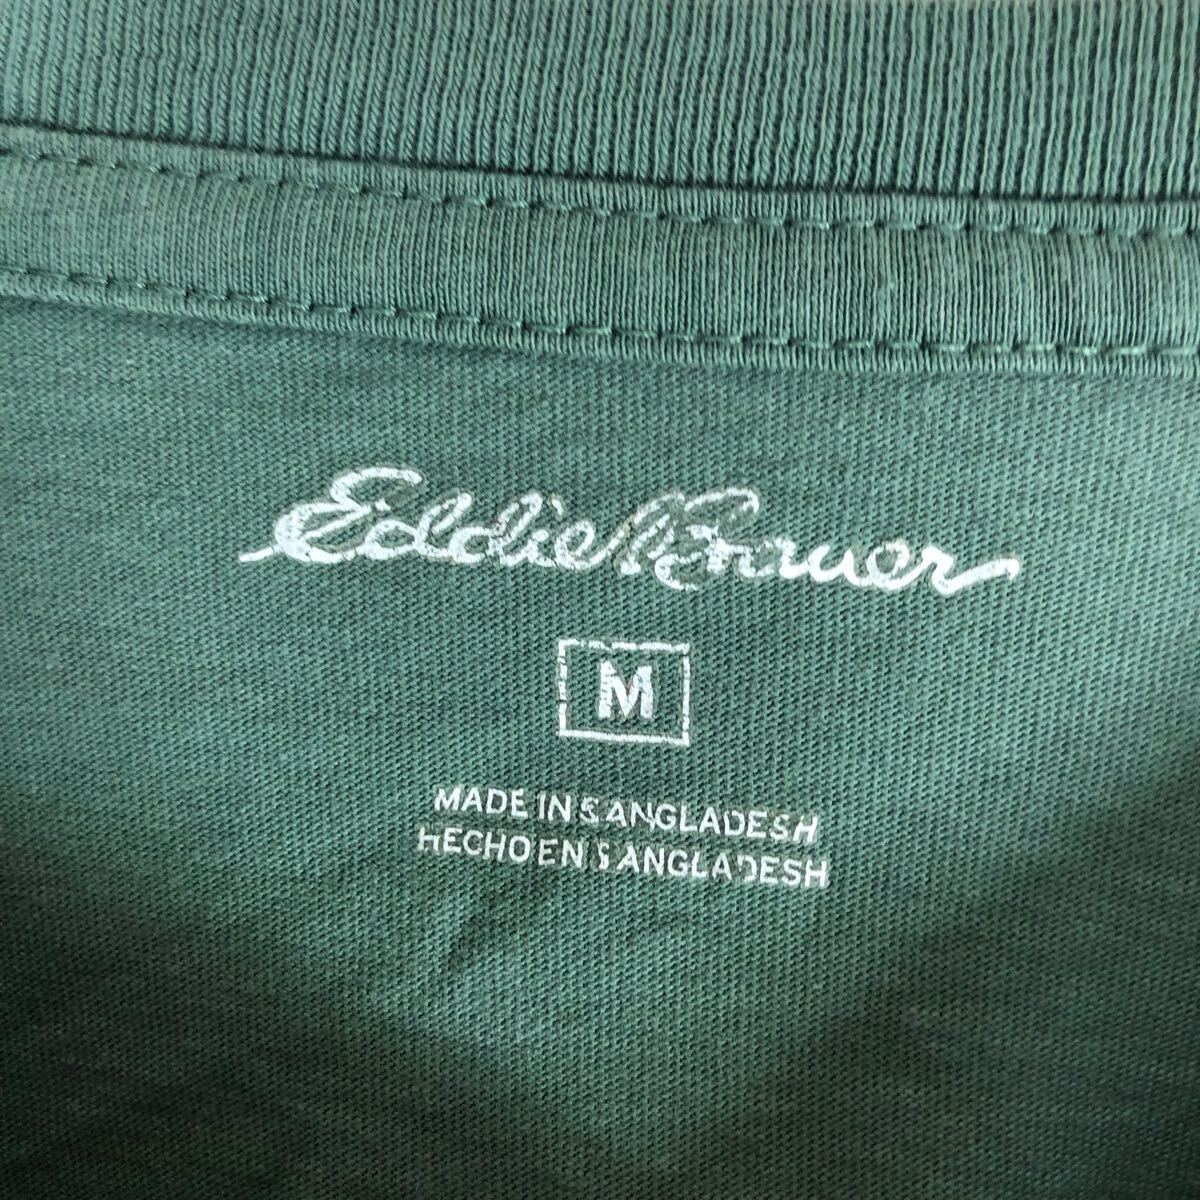 Eddie Bauer
M
MADE IN BANGLADESH
HECHO EN BANGLADESH